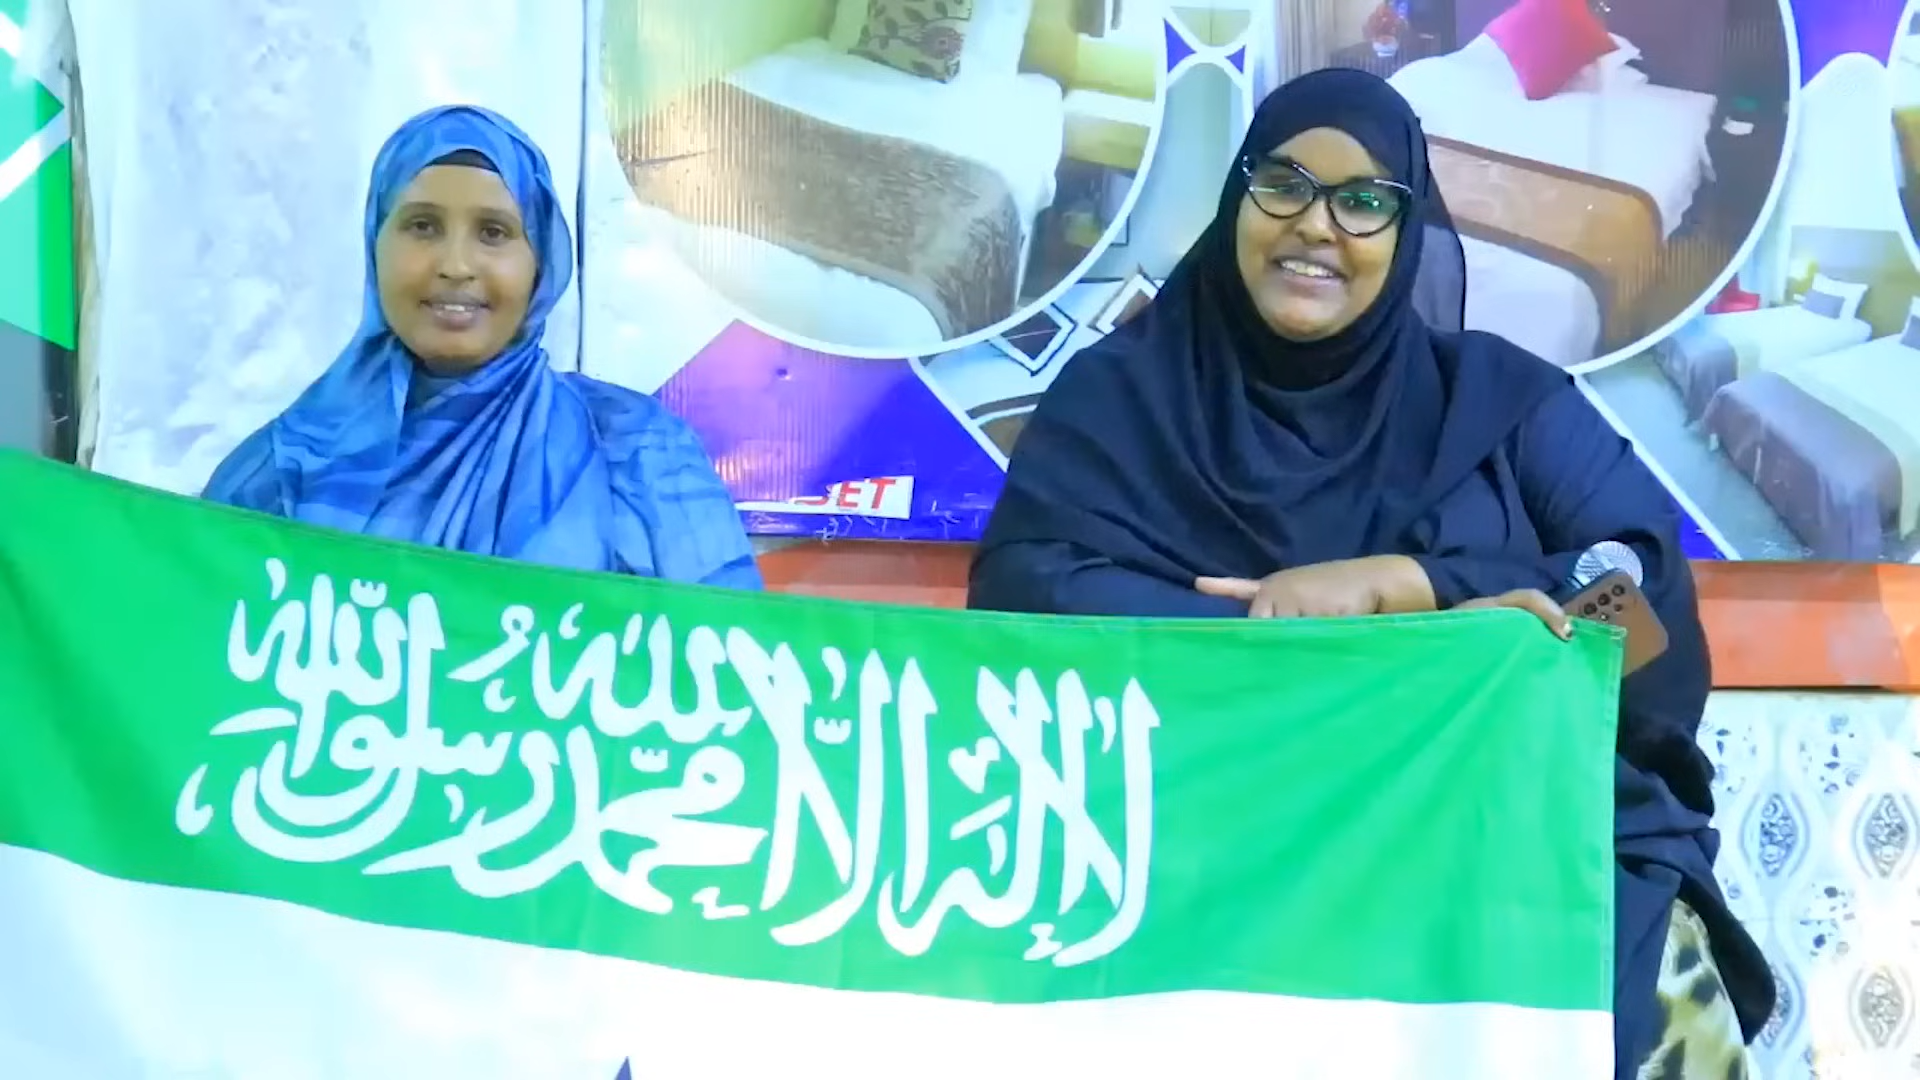 لا إله إلا الله محمد رسول الله